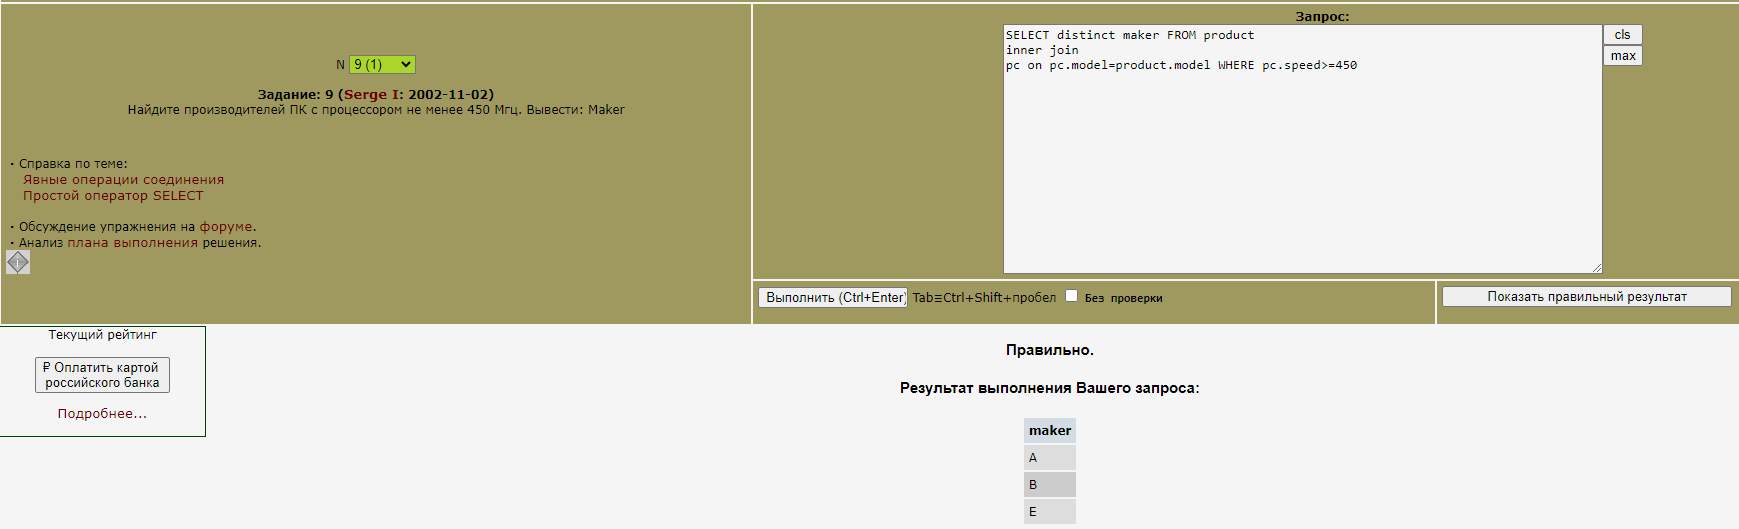 N 9 (1)
Задание: 9 (Serge I: 2002-11-02)
Найдите производителей ПК с процессором не менее 450 Мгц. Вывести: Maker
· Справка по теме:
Явные операции соединения
Простой оператор SELECT
· Обсуждение упражнения на форуме.
· Анализ плана выполнения решения.
i
Запрос:
SELECT distinct maker FROM product
inner join
pc on pc.model=product.model WHERE pc.speed>=450
cls
max
Выполнить (Ctrl+Enter) Tab≡Ctrl+Shift+пробел Без проверки
Показать правильный результат
Текущий рейтинг
₽ Оплатить картой
российского банка
Подробнее...
Правильно.
Результат выполнения Вашего запроса:
maker
A
B
E